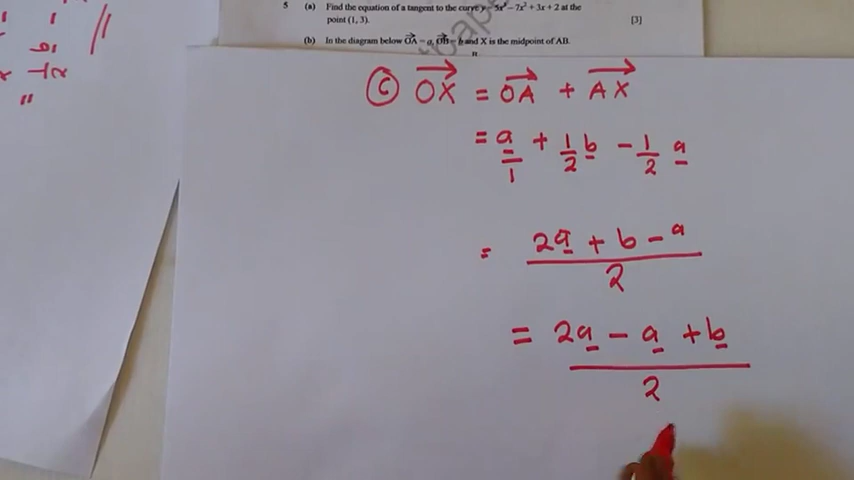 5 (a) Find the equation of a tangent to the curve y = 5x³ - 7x² + 3x + 2 at the
point (1, 3). [3]
(b) In the diagram below OA = a, OB = b and X is the midpoint of AB.
(c) OX = OA + AX
= a/1 + 1/2 b - 1/2 a
= 2a + b - a
2
= 2a - a + b
2